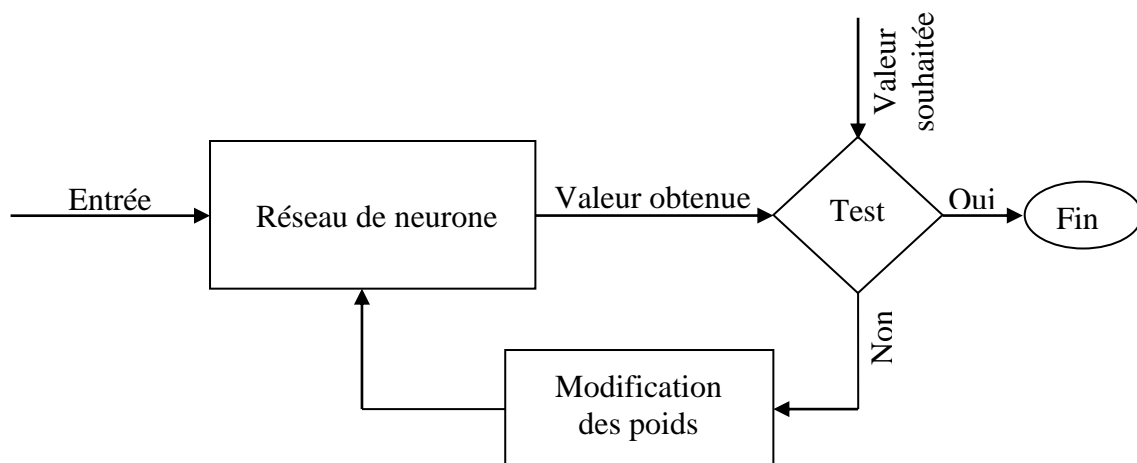 Entrée
Réseau de neurone
Valeur obtenue
Valeur
souhaitée
Test
Oui
Fin
Non
Modification
des poids